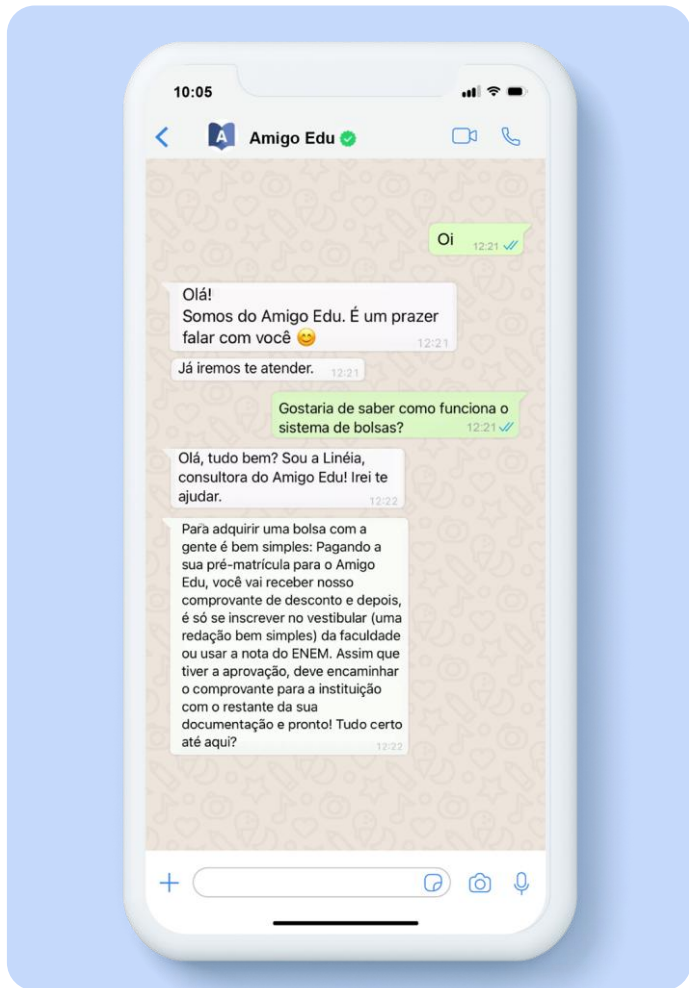 10:05
A
Amigo Edu
Oi
12:21
Olá!
Somos do Amigo Edu. É um prazer
falar com você 😊
12:21
Já iremos te atender. 12:21
Gostaria de saber como funciona o
sistema de bolsas? 12:21
Olá, tudo bem? Sou a Linéia,
consultora do Amigo Edu! Irei te
ajudar. 12:22
Para adquirir uma bolsa com a
gente é bem simples: Pagando a
sua pré-matrícula para o Amigo
Edu, você vai receber nosso
comprovante de desconto e depois,
é só se inscrever no vestibular (uma
redação bem simples) da faculdade
ou usar a nota do ENEM. Assim que
tiver a aprovação, deve encaminhar
o comprovante para a instituição
com o restante da sua
documentação e pronto! Tudo certo
até aqui? 12:22